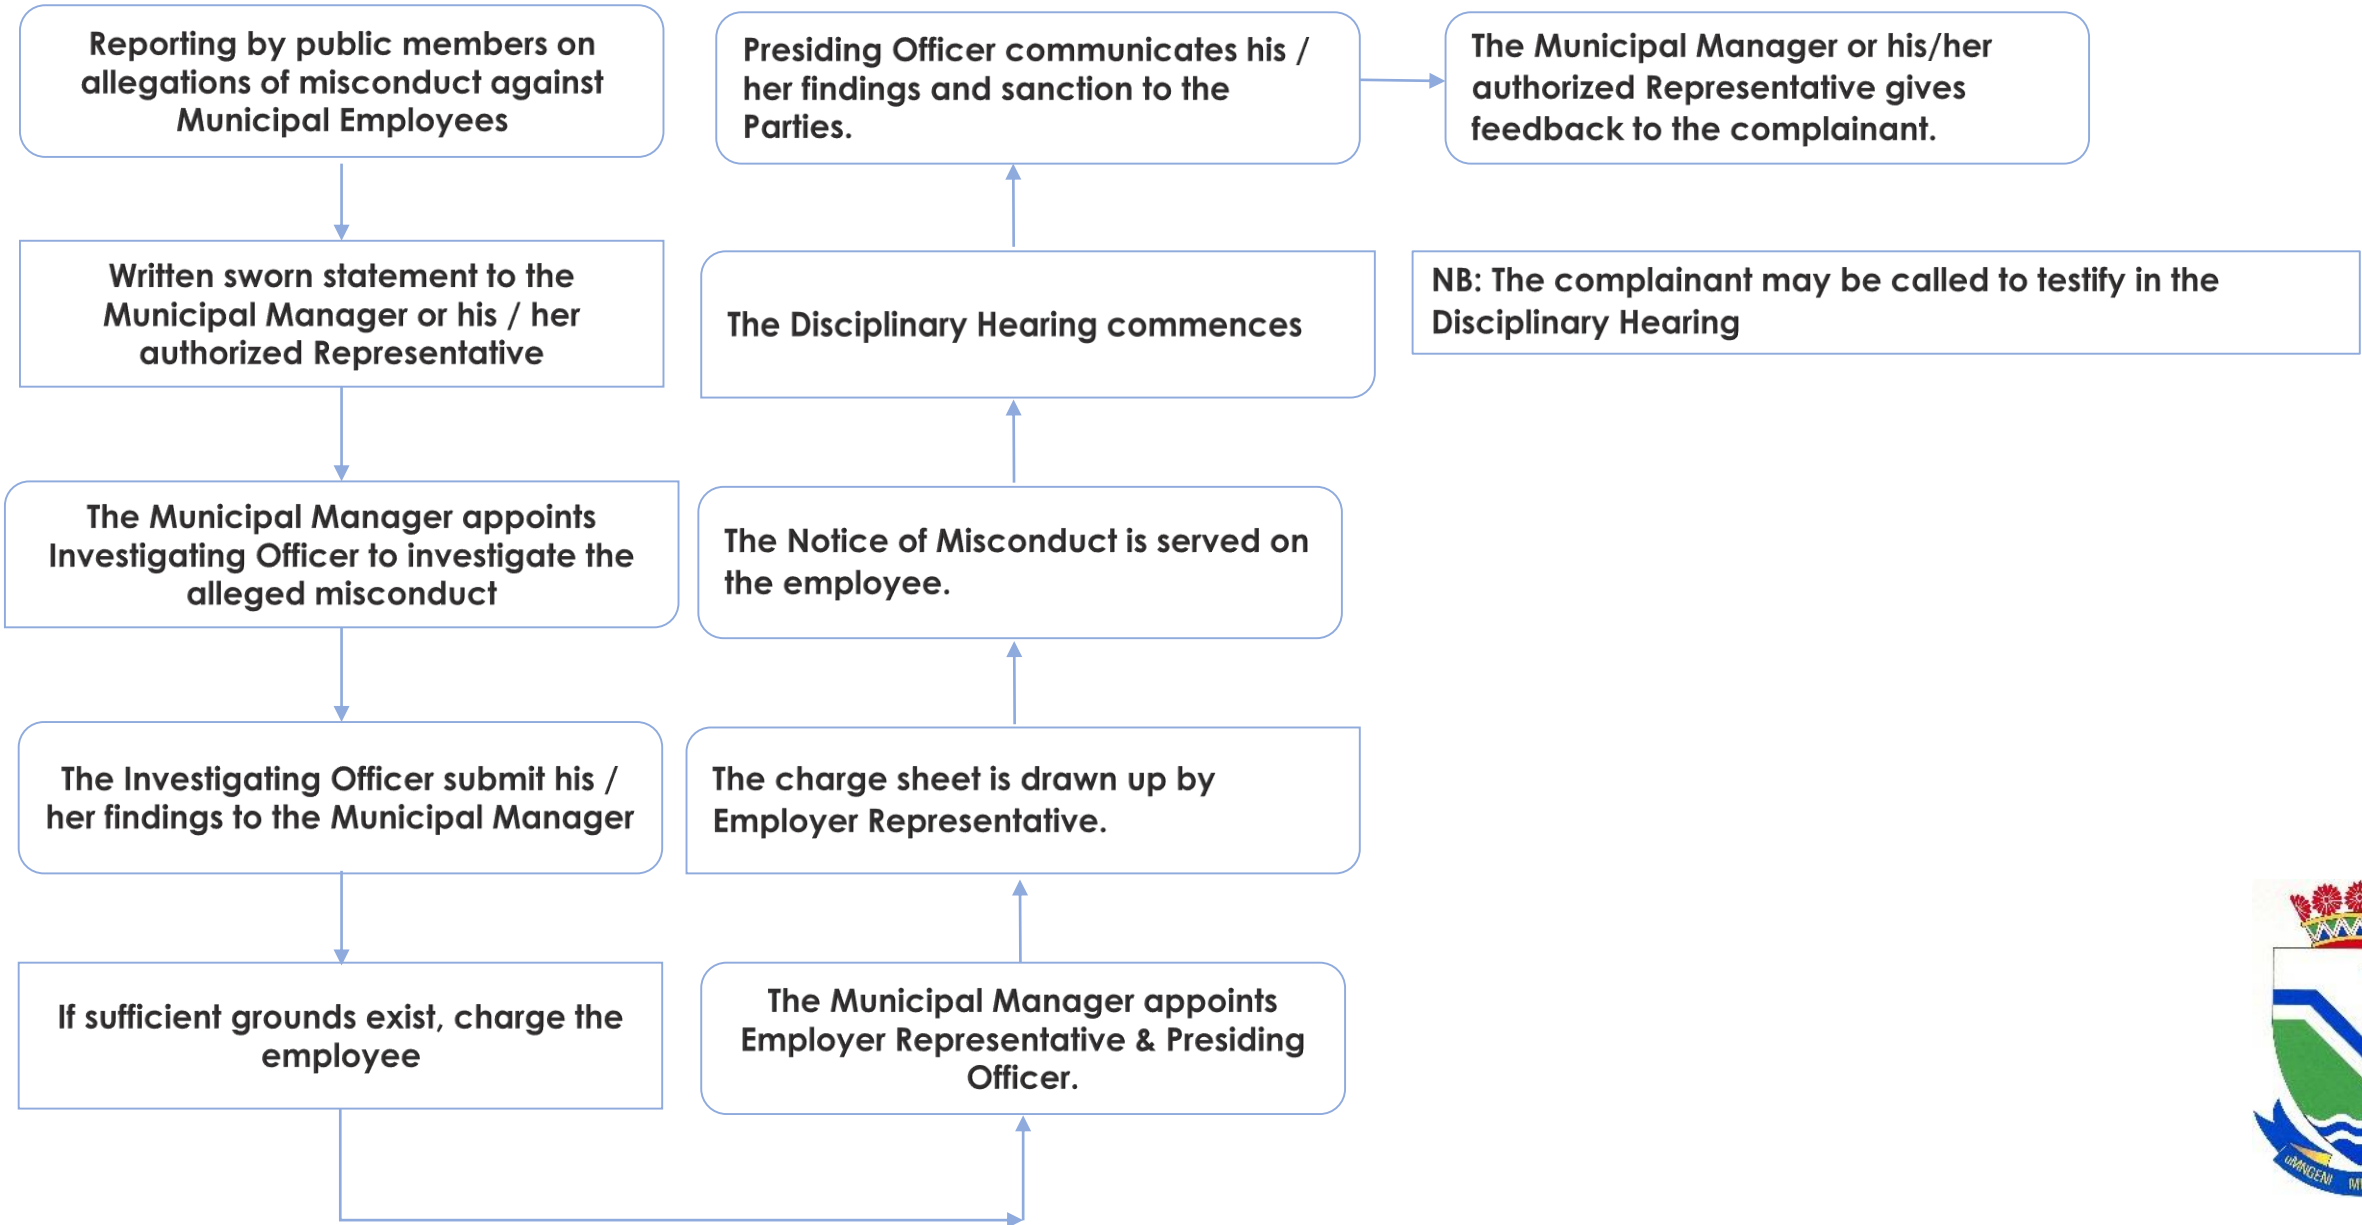 Reporting by public members on
allegations of misconduct against
Municipal Employees
Written sworn statement to the
Municipal Manager or his / her
authorized Representative
The Municipal Manager appoints
Investigating Officer to investigate the
alleged misconduct
The Investigating Officer submit his /
her findings to the Municipal Manager
If sufficient grounds exist, charge the
employee
The Municipal Manager appoints
Employer Representative & Presiding
Officer.
The charge sheet is drawn up by
Employer Representative.
The Notice of Misconduct is served on
the employee.
The Disciplinary Hearing commences
Presiding Officer communicates his /
her findings and sanction to the
Parties.
The Municipal Manager or his/her
authorized Representative gives
feedback to the complainant.
NB: The complainant may be called to testify in the
Disciplinary Hearing
uMNGENI